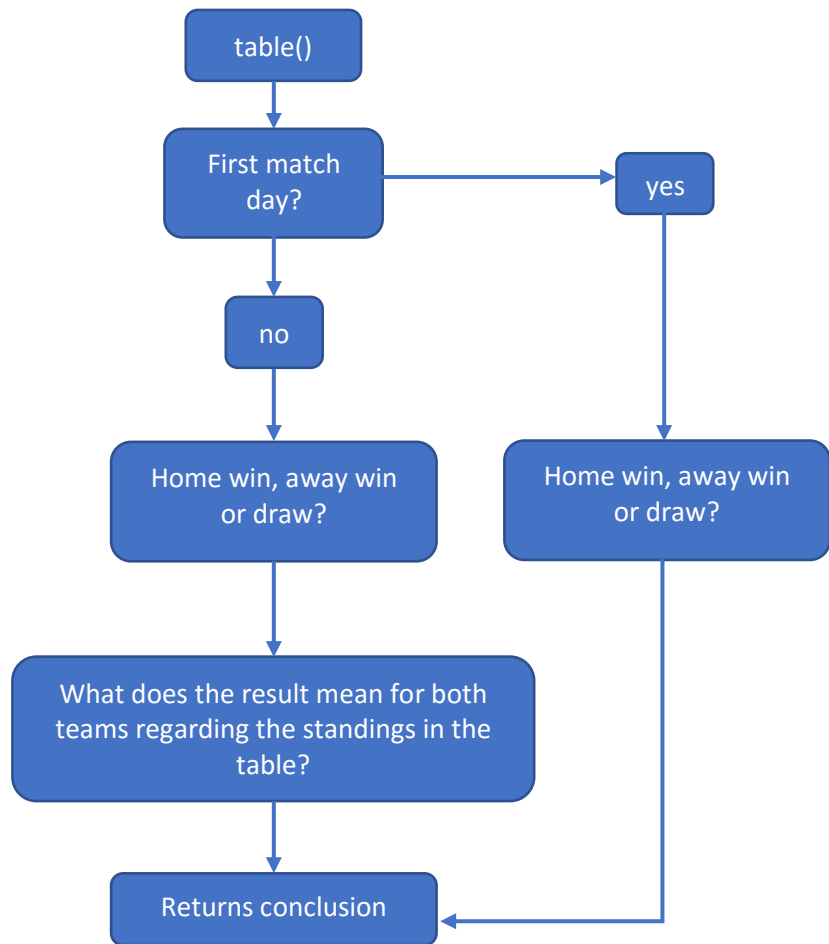 table()
First match
day?
yes
no
Home win, away win
or draw?
Home win, away win
or draw?
What does the result mean for both
teams regarding the standings in the
table?
Returns conclusion